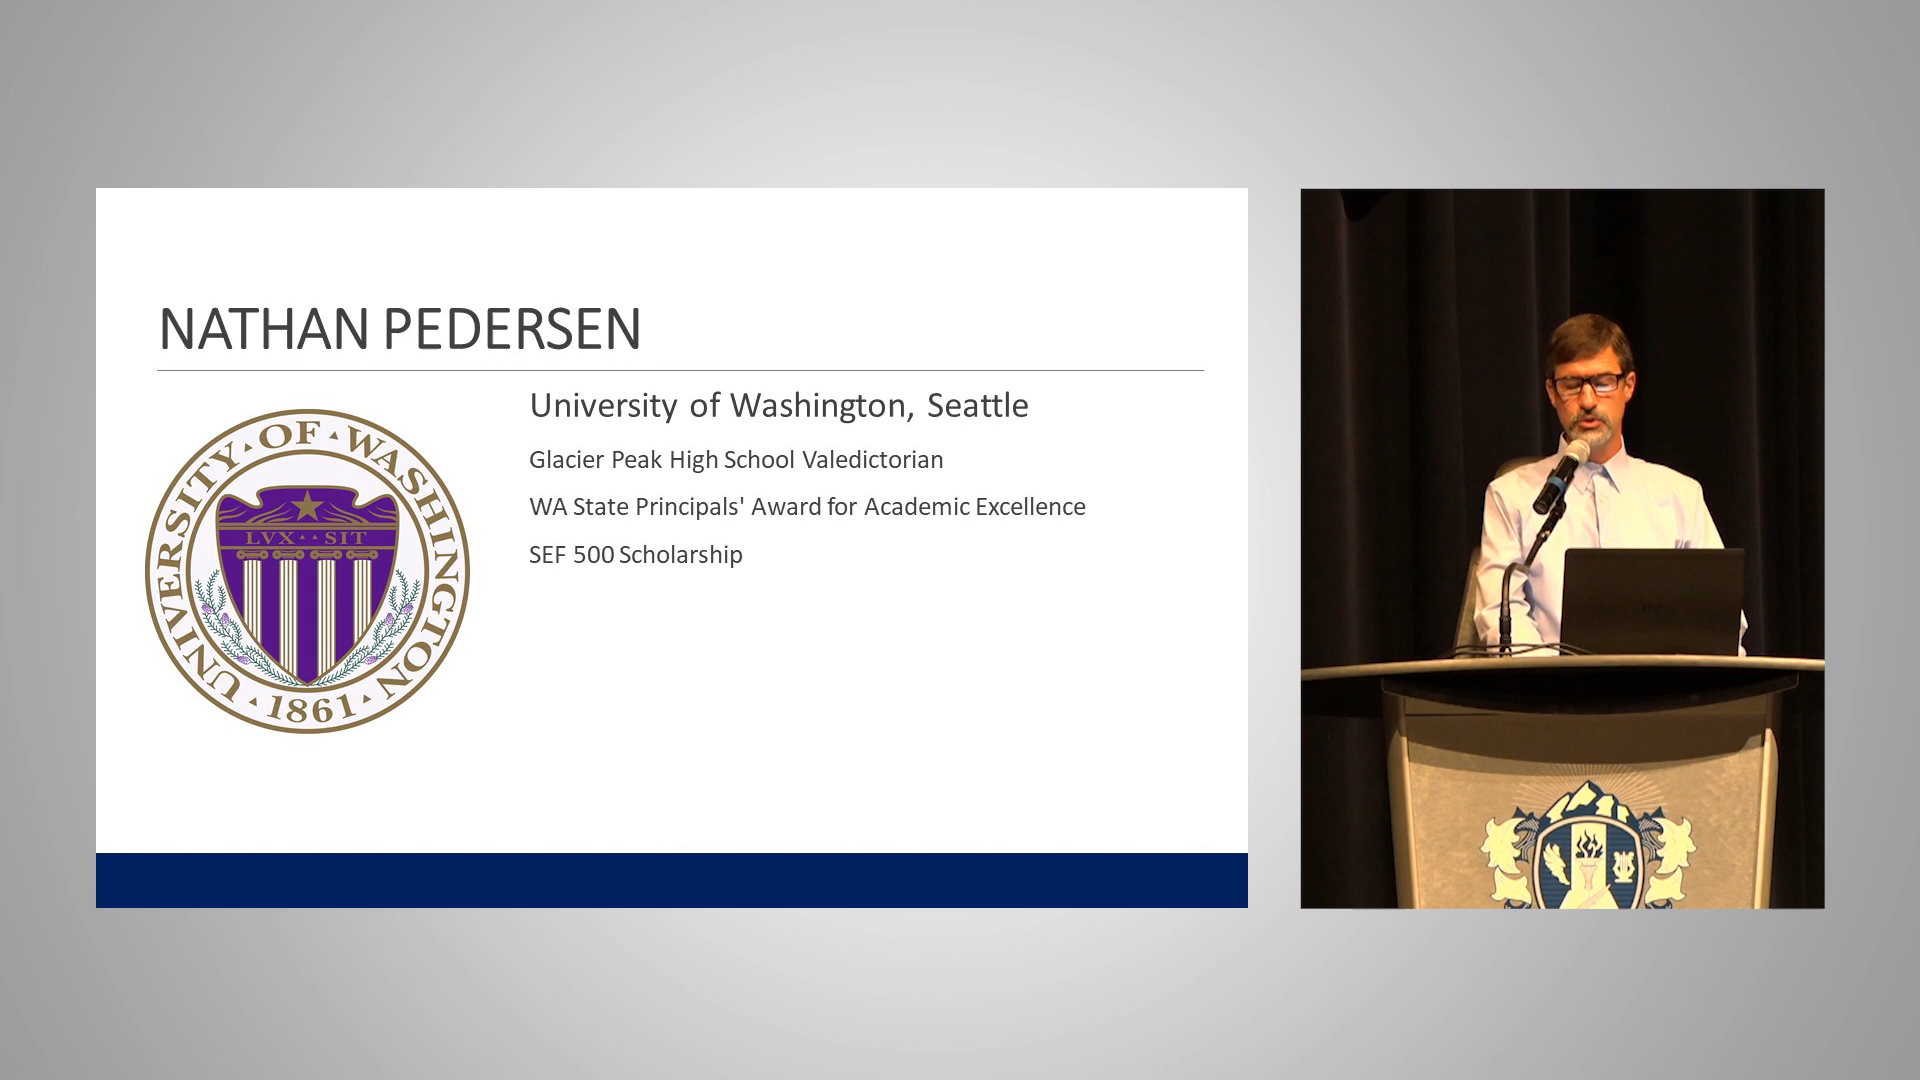 NATHAN PEDERSEN
University of Washington, Seattle
Glacier Peak High School Valedictorian
WA State Principals' Award for Academic Excellence
SEF 500 Scholarship
UNIVERSITY · OF · WASHINGTON · 1861 ·
LVX SIT